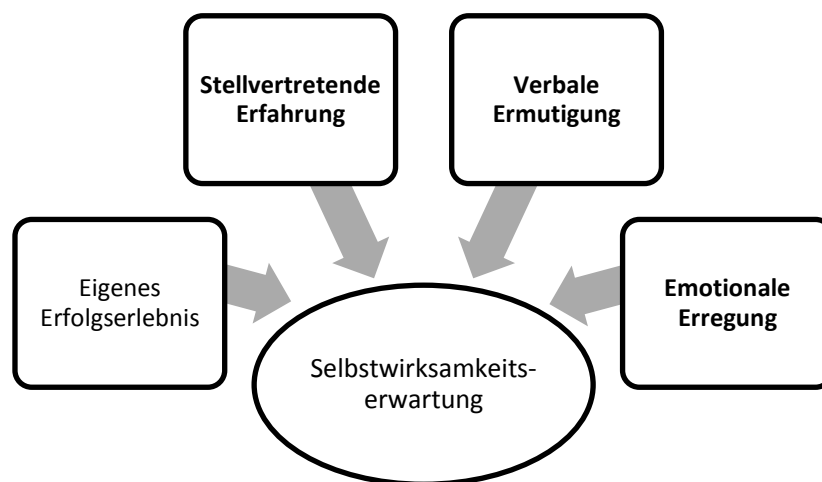 Stellvertretende
Erfahrung
Verbale
Ermutigung
Eigenes
Erfolgserlebnis
Emotionale
Erregung
Selbstwirksamkeits-
erwartung